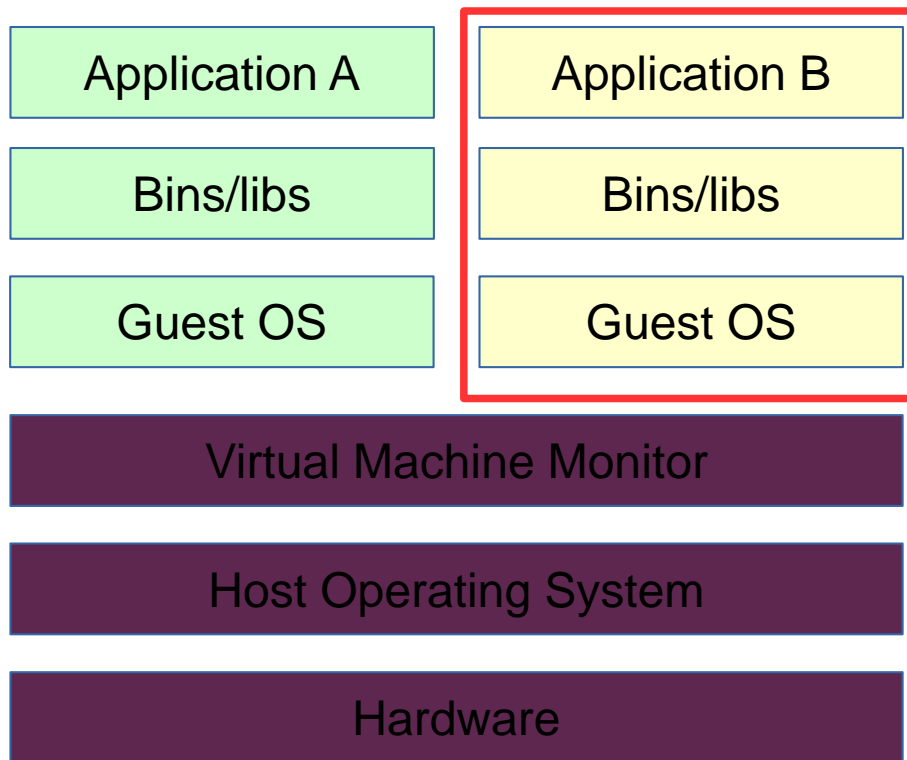 Application A
Application B
Bins/libs
Bins/libs
Guest OS
Guest OS
Virtual Machine Monitor
Host Operating System
Hardware